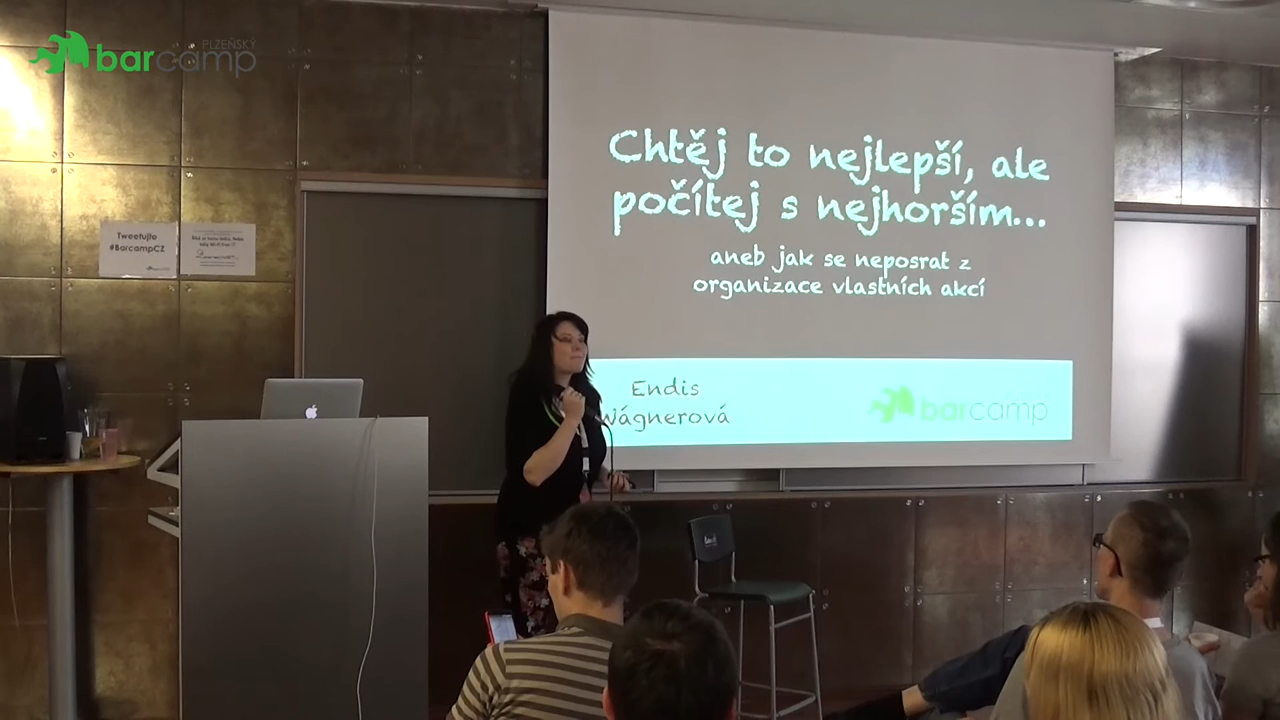 PLZEŇSKÝ
barcamp
Tweetujte
#BarcampCZ
Chtěj to nejlepší, ale
počítej s nejhorším...
aneb jak se neposrat z
organizace vlastních akcí
Endis
Wágnerová
barcamp